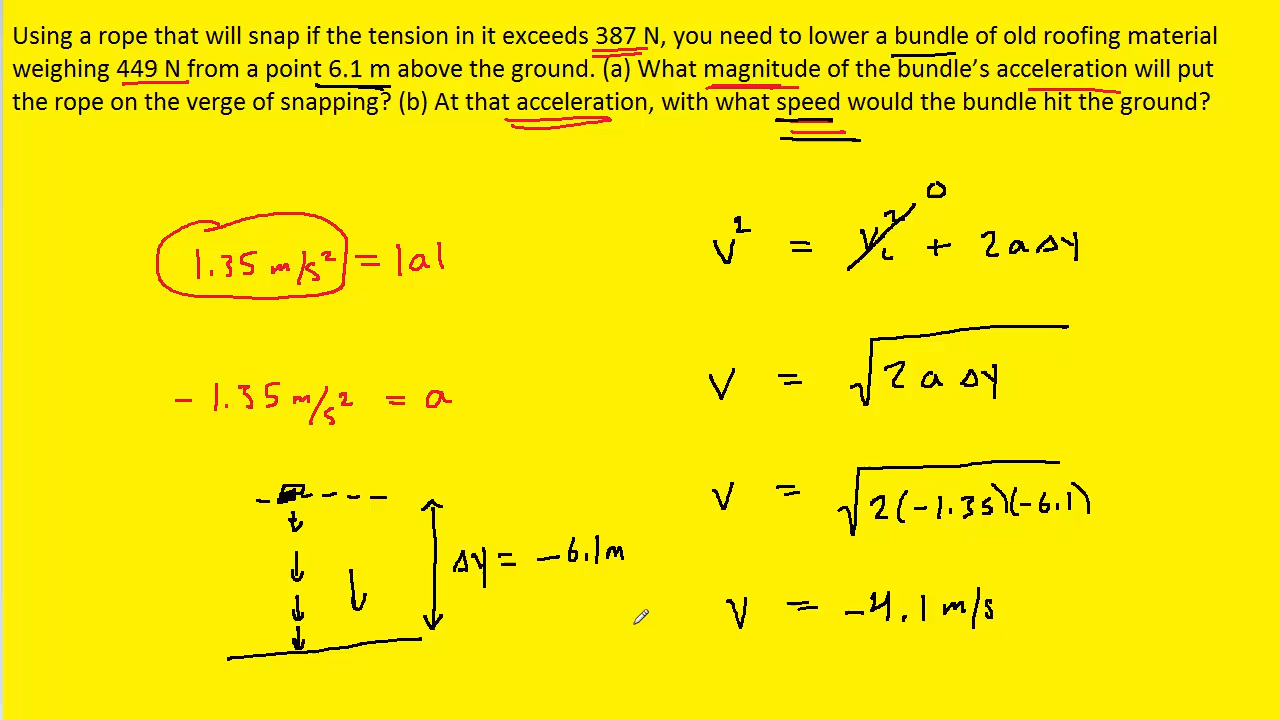 Using a rope that will snap if the tension in it exceeds 387 N, you need to lower a bundle of old roofing material
weighing 449 N from a point 6.1 m above the ground. (a) What magnitude of the bundle's acceleration will put
the rope on the verge of snapping? (b) At that acceleration, with what speed would the bundle hit the ground?
1.35 m/s² = |a|
- 1.35 m/s² = a
Δy = -6.1m
0
v² = vᵢ² + 2aΔy
v = √2aΔy
v = √2(-1.35)(-6.1)
v = -4.1 m/s